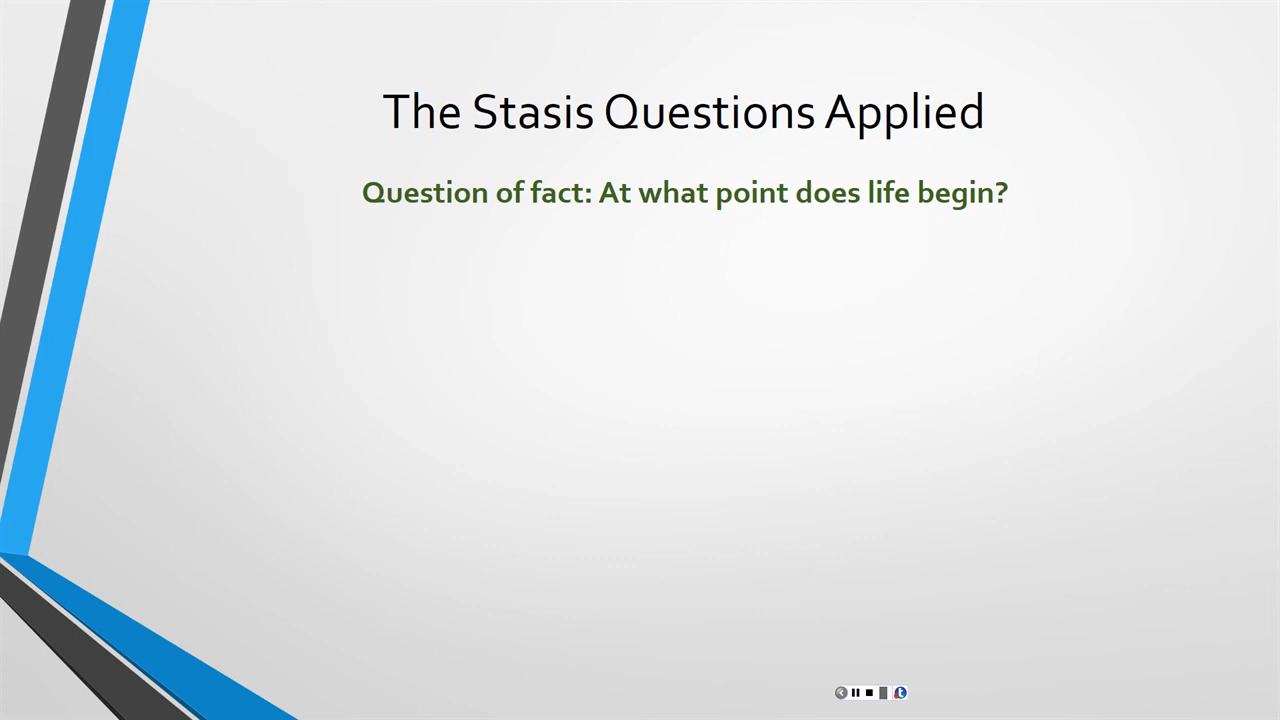 The Stasis Questions Applied
Question of fact: At what point does life begin?